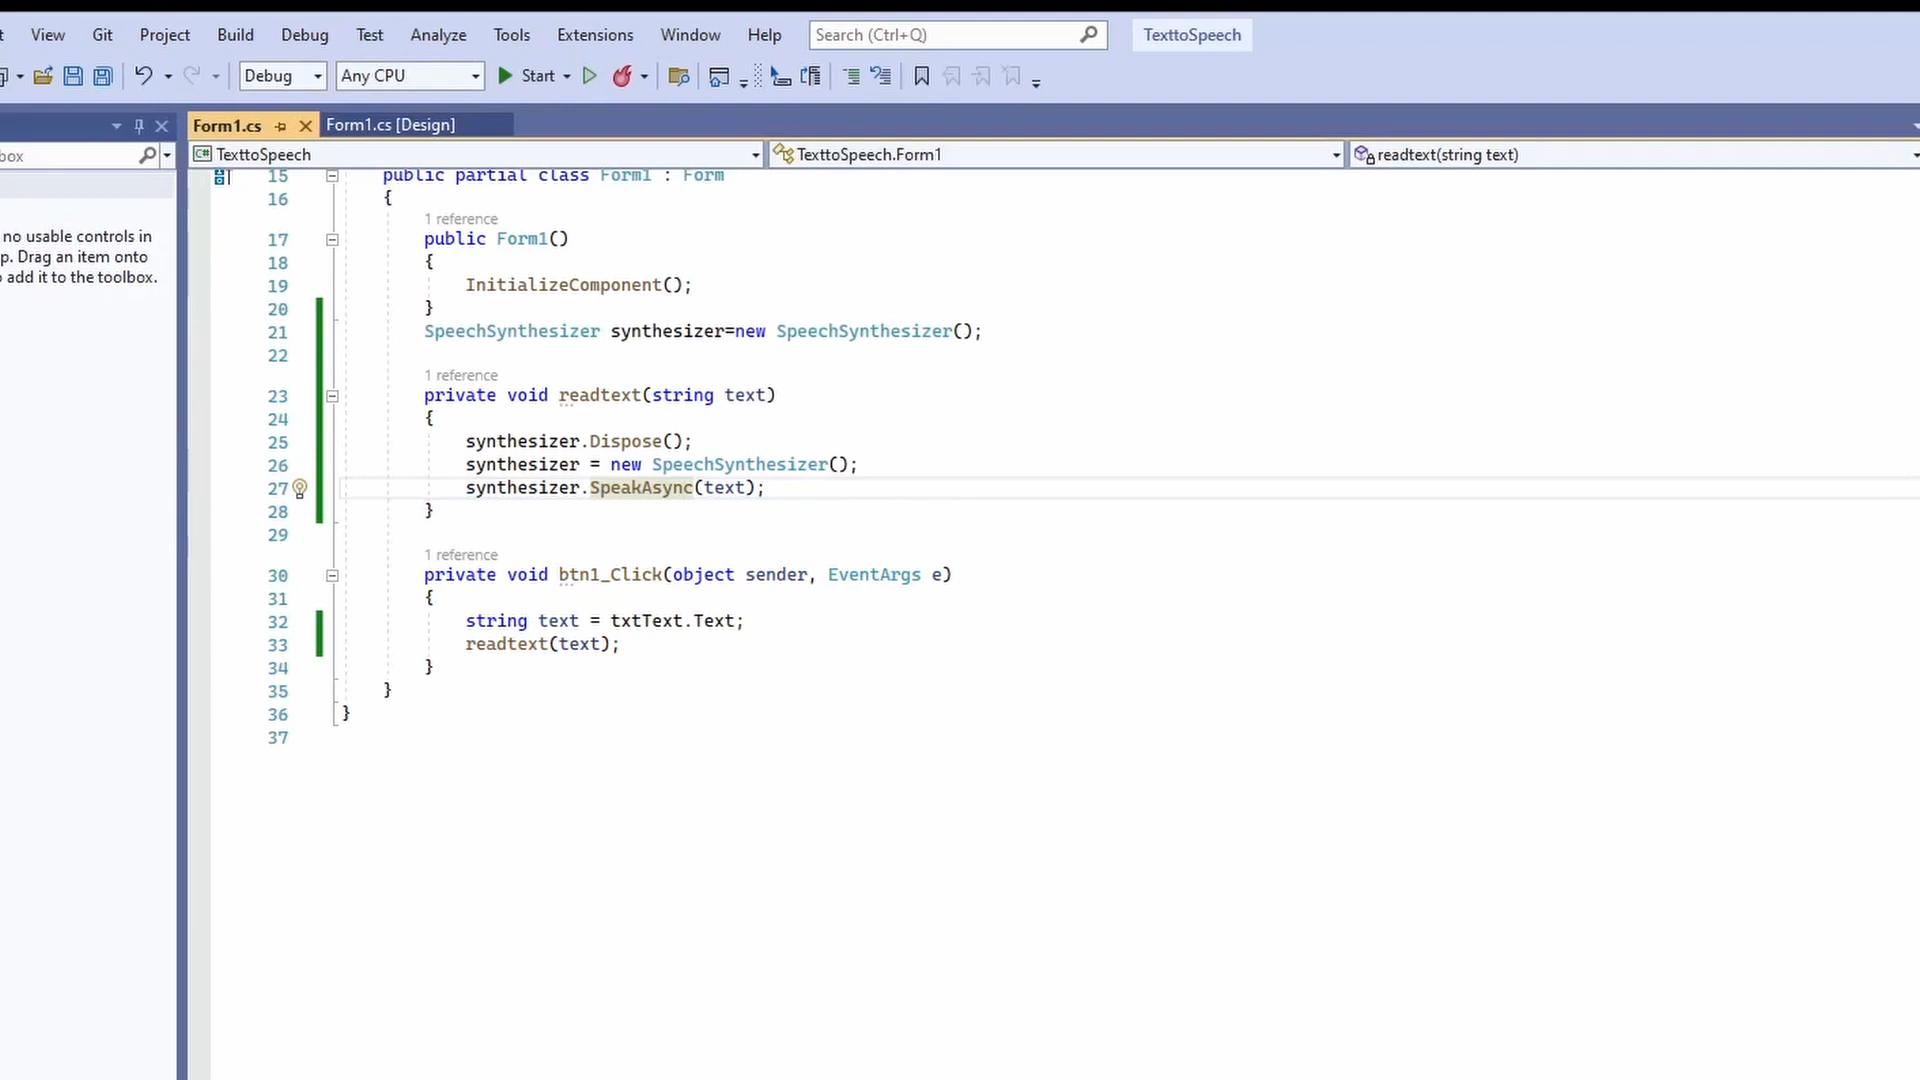 View Git Project Build Debug Test Analyze Tools Extensions Window Help Search (Ctrl+Q) TexttoSpeech
Debug Any CPU Start
Form1.cs Form1.cs [Design]
box TexttoSpeech TexttoSpeech.Form1 readtext(string text)
no usable controls in
p. Drag an item onto
o add it to the toolbox.
15 public partial class Form1 : Form
16 {
1 reference
17 public Form1()
18 {
19 InitializeComponent();
20 }
21 SpeechSynthesizer synthesizer=new SpeechSynthesizer();
22
1 reference
23 private void readtext(string text)
24 {
25 synthesizer.Dispose();
26 synthesizer = new SpeechSynthesizer();
27 synthesizer.SpeakAsync(text);
28 }
29
1 reference
30 private void btn1_Click(object sender, EventArgs e)
31 {
32 string text = txtText.Text;
33 readtext(text);
34 }
35 }
36 }
37